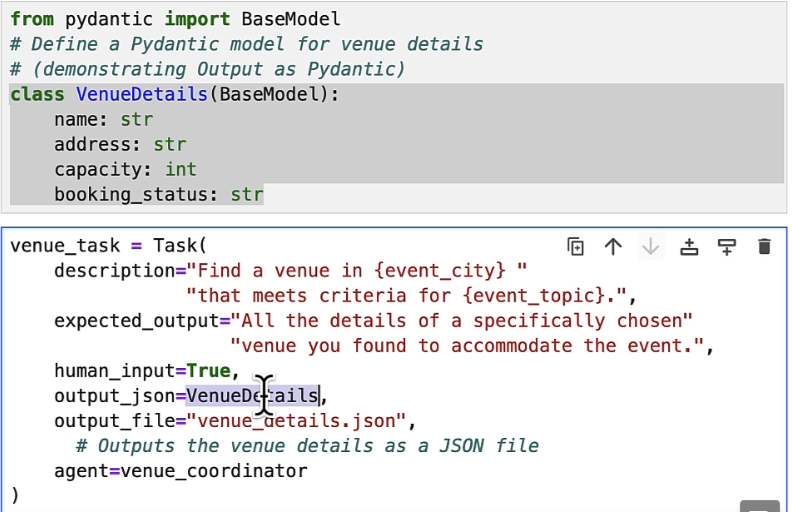 from pydantic import BaseModel
# Define a Pydantic model for venue details
# (demonstrating Output as Pydantic)
class VenueDetails(BaseModel):
    name: str
    address: str
    capacity: int
    booking_status: str
venue_task = Task(
    description="Find a venue in {event_city} "
                "that meets criteria for {event_topic}.",
    expected_output="All the details of a specifically chosen"
                    "venue you found to accommodate the event.",
    human_input=True,
    output_json=VenueDetails,
    output_file="venue_details.json",
      # Outputs the venue details as a JSON file
    agent=venue_coordinator
)